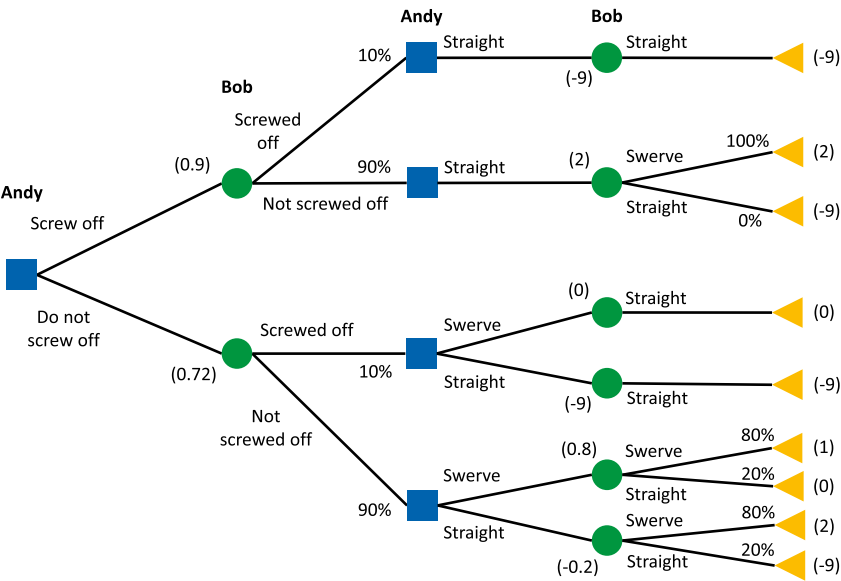 Andy
Bob
Straight
Straight
10%
(-9)
(-9)
Bob
Screwed
off
(0.9)
90%
Straight
(2)
Swerve
100%
(2)
Not screwed off
Straight
0%
(-9)
Andy
Screw off
Do not
screw off
(0)
Straight
(0)
Screwed off
Swerve
(0.72)
10%
Straight
(-9)
Straight
(-9)
Not
screwed off
(0.8)
Swerve
80%
(1)
Swerve
20%
(0)
Straight
90%
Straight
Swerve
80%
(2)
(-0.2)
Straight
20%
(-9)